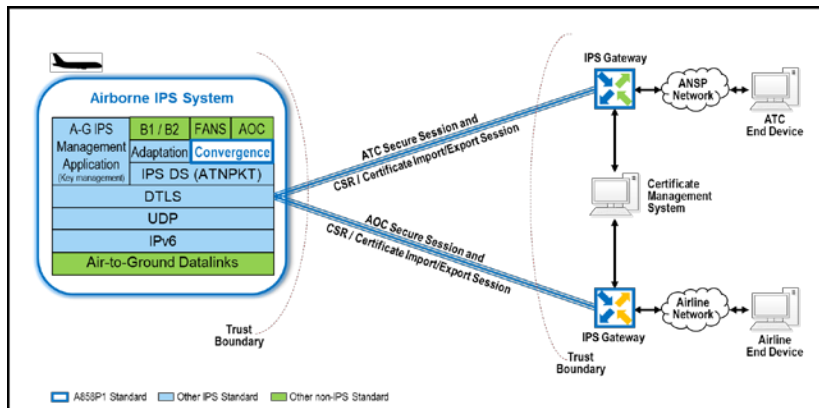 Airborne IPS System
A-G IPS
Management
Application
(Key management)
B1 / B2
FANS
AOC
Adaptation
Convergence
IPS DS (ATNPKT)
DTLS
UDP
IPv6
Air-to-Ground Datalinks
Trust
Boundary
ATC Secure Session and
CSR / Certificate Import/Export Session
AOC Secure Session and
CSR / Certificate Import/Export Session
IPS Gateway
ANSP
Network
ATC
End Device
Certificate
Management
System
IPS Gateway
Airline
Network
Airline
End Device
Trust
Boundary
A858P1 Standard
Other IPS Standard
Other non-IPS Standard